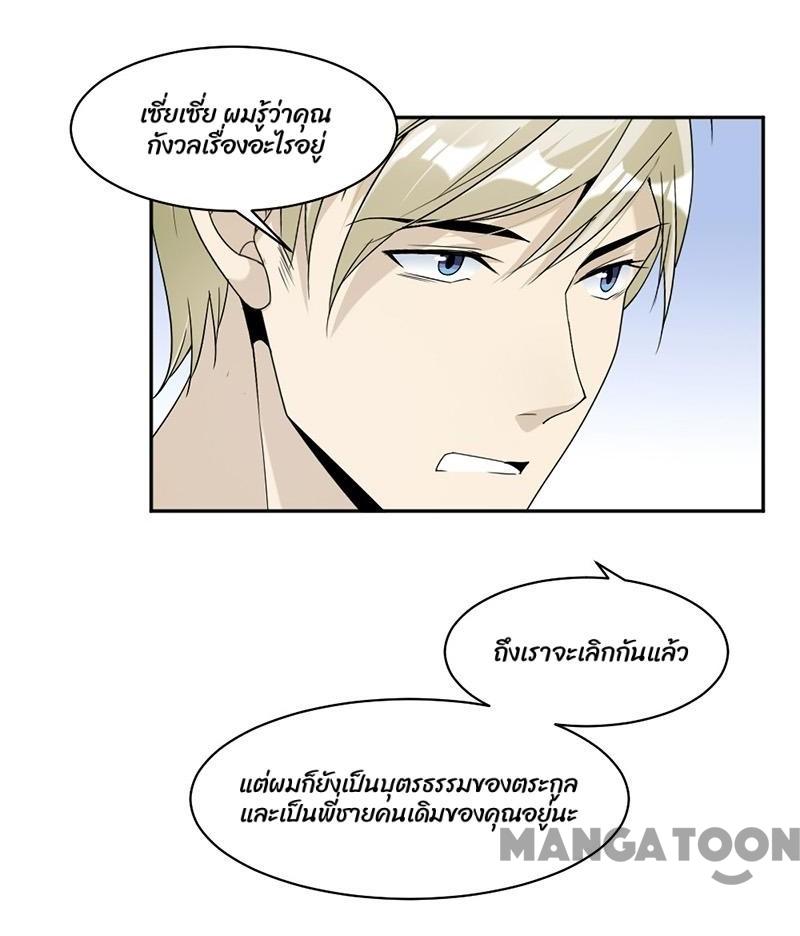 เซี่ยเซี่ย ผมรู้ว่าคุณ
กังวลเรื่องอะไรอยู่
ถึงเราจะเลิกกันแล้ว
แต่ผมก็ยังเป็นบุตรธรรมของตระกูล
และเป็นพี่ชายคนเดิมของคุณอยู่นะ
MANGATOON